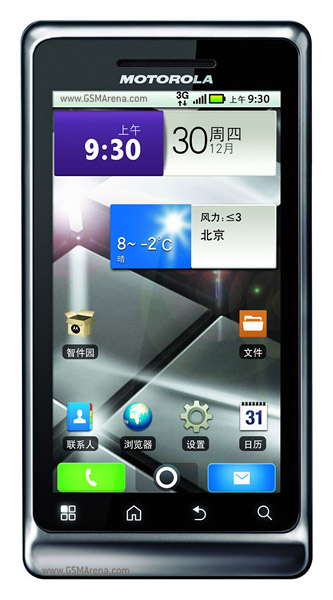 MOTOROLA
www.GSMArena.com 3G 上午 9:30
上午
9:30
30 周四
12月
8~ -2℃
晴
风力：≤3
北京
智件园
文件
联系人
浏览器
设置
31
日历
www.GSMArena.com